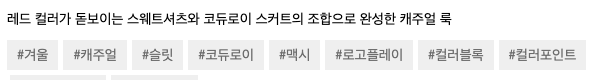 레드 컬러가 돋보이는 스웨트셔츠와 코듀로이 스커트의 조합으로 완성한 캐주얼 룩
#겨울 #캐주얼 #슬릿 #코듀로이 #맥시 #로고플레이 #컬러블록 #컬러포인트